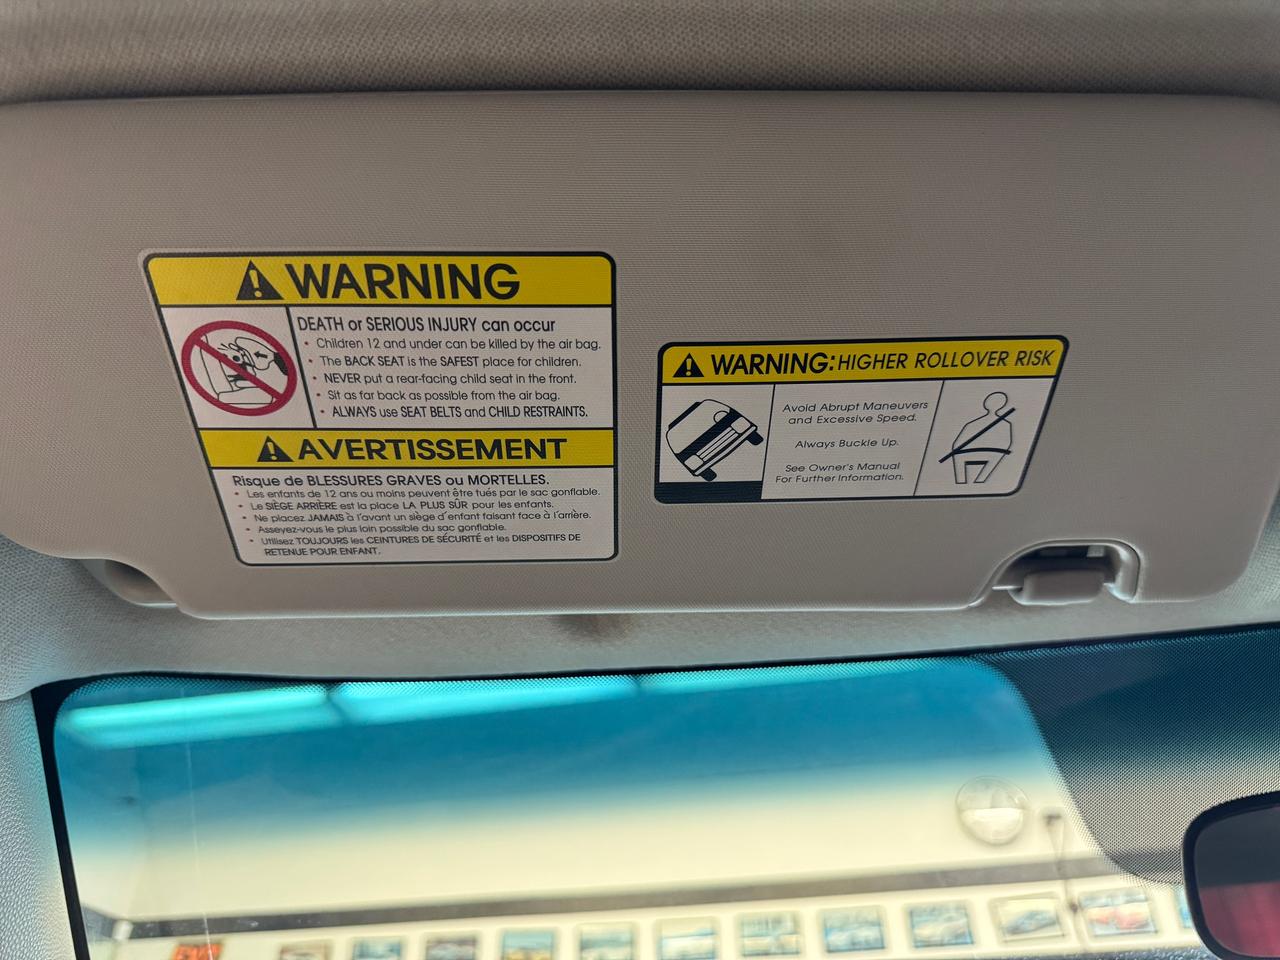 WARNING
DEATH or SERIOUS INJURY can occur
• Children 12 and under can be killed by the air bag.
• The BACK SEAT is the SAFEST place for children.
• NEVER put a rear-facing child seat in the front.
• Sit as far back as possible from the air bag.
• ALWAYS use SEAT BELTS and CHILD RESTRAINTS.
AVERTISSEMENT
Risque de BLESSURES GRAVES ou MORTELLES.
• Les enfants de 12 ans ou moins peuvent être tués par le sac gonflable.
• Le SIÈGE ARRIÈRE est la place LA PLUS SÛR pour les enfants.
• Ne placez JAMAIS à l'avant un siège d'enfant faisant face à l'arrière.
• Asseyez-vous le plus loin possible du sac gonflable.
• Utilisez TOUJOURS les CEINTURES DE SÉCURITÉ et les DISPOSITIFS DE
RETENUE POUR ENFANT.
WARNING: HIGHER ROLLOVER RISK
Avoid Abrupt Maneuvers
and Excessive Speed.
Always Buckle Up.
See Owner's Manual
For Further Information.